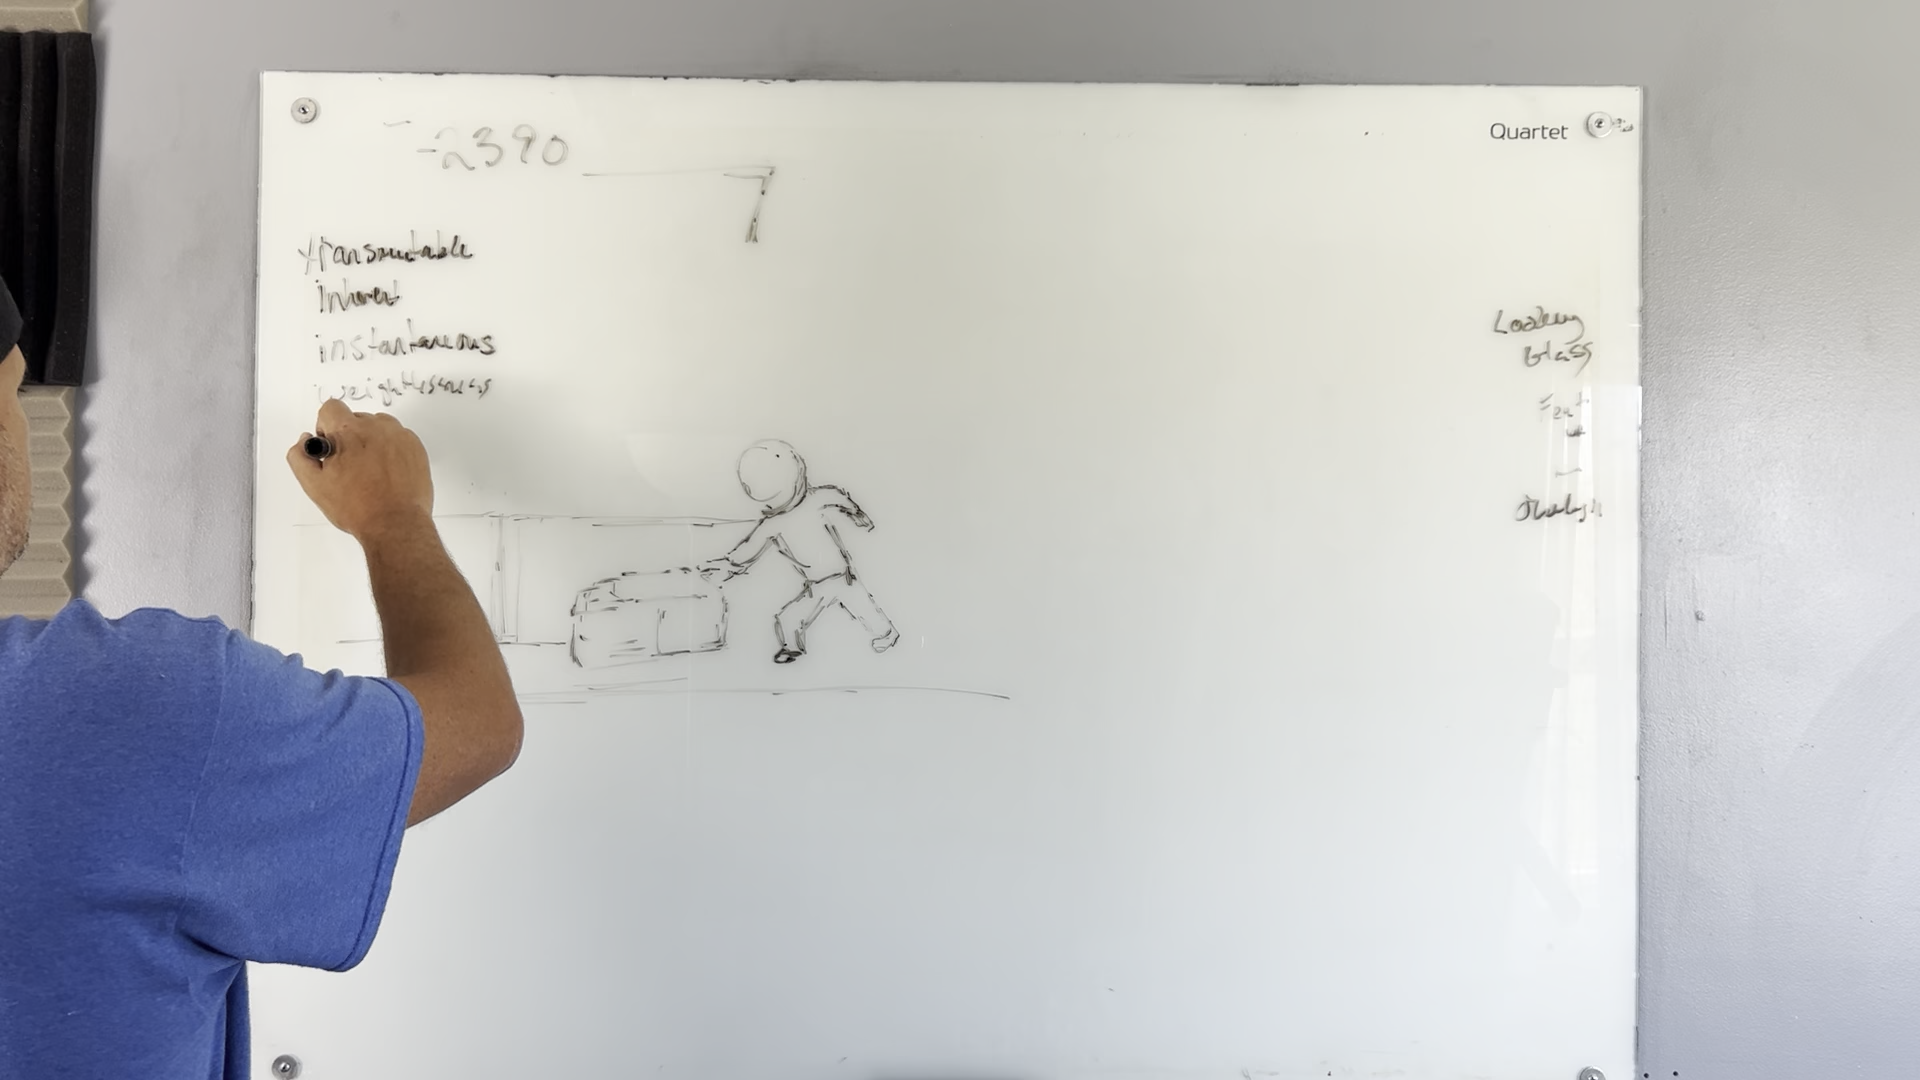 Quartet
-2390
transmutable
Inherent
instantaneous
weightlessness
Looking
Glass